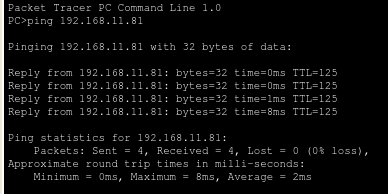 Packet Tracer PC Command Line 1.0
PC>ping 192.168.11.81
Pinging 192.168.11.81 with 32 bytes of data:
Reply from 192.168.11.81: bytes=32 time=0ms TTL=125
Reply from 192.168.11.81: bytes=32 time=0ms TTL=125
Reply from 192.168.11.81: bytes=32 time=1ms TTL=125
Reply from 192.168.11.81: bytes=32 time=8ms TTL=125
Ping statistics for 192.168.11.81:
Packets: Sent = 4, Received = 4, Lost = 0 (0% loss),
Approximate round trip times in milli-seconds:
Minimum = 0ms, Maximum = 8ms, Average = 2ms